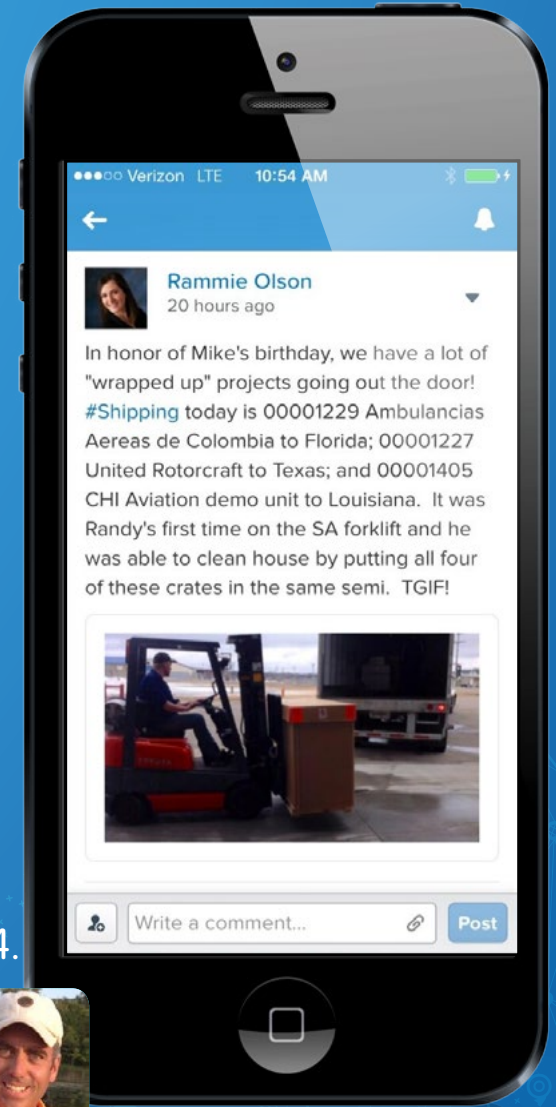 Verizon LTE 10:54 AM
Rammie Olson
20 hours ago
In honor of Mike's birthday, we have a lot of
"wrapped up" projects going out the door!
#Shipping today is 00001229 Ambulancias
Aereas de Colombia to Florida; 00001227
United Rotorcraft to Texas; and 00001405
CHI Aviation demo unit to Louisiana. It was
Randy's first time on the SA forklift and he
was able to clean house by putting all four
of these crates in the same semi. TGIF!
Write a comment...
Post
4.